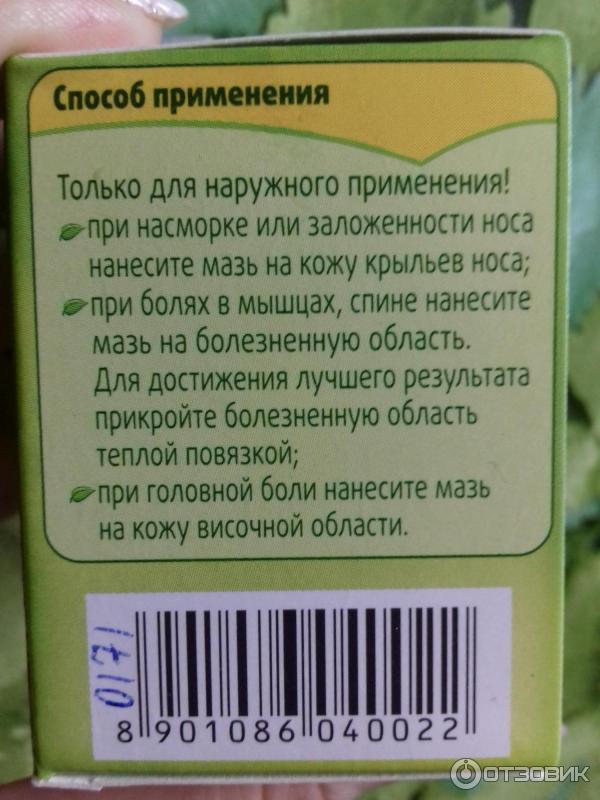 Способ применения
Только для наружного применения!
при насморке или заложенности носа
нанесите мазь на кожу крыльев носа;
при болях в мышцах, спине нанесите
мазь на болезненную область.
Для достижения лучшего результата
прикройте болезненную область
теплой повязкой;
при головной боли нанесите мазь
на кожу височной области.
0171
8 901086 040022
ОТЗОВИК